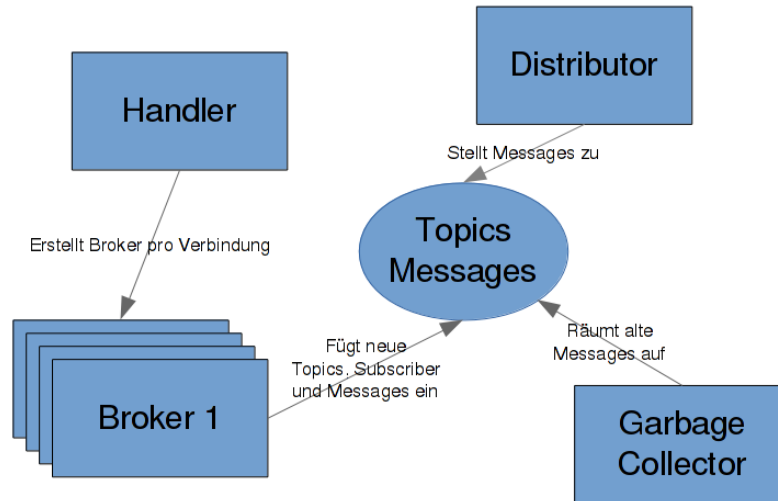 Distributor
Handler
Stellt Messages zu
Topics
Messages
Erstellt Broker pro Verbindung
Fügt neue
Topics, Subscriber
und Messages ein
Räumt alte
Messages auf
Broker 1
Garbage
Collector